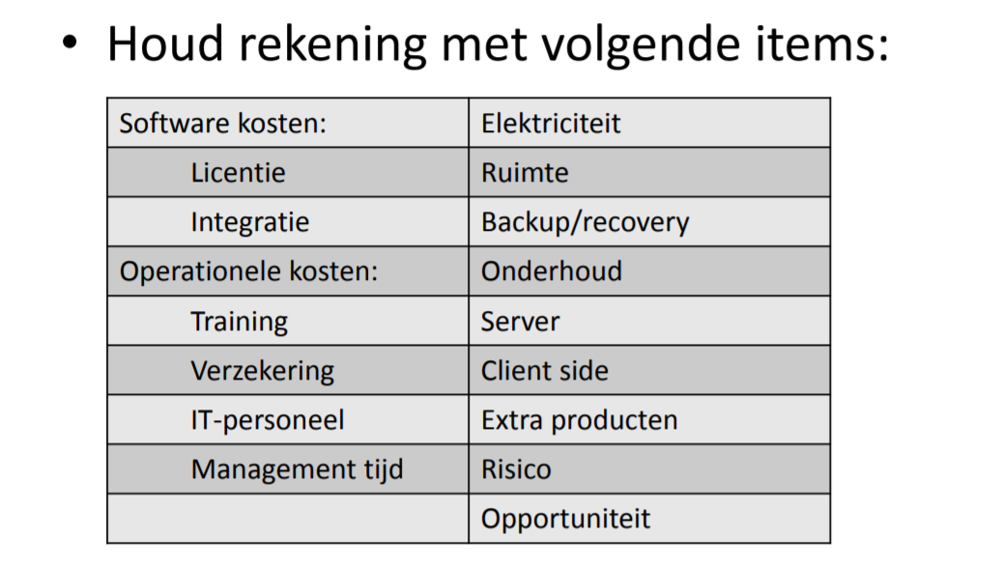 • Houd rekening met volgende items:
Software kosten: Elektriciteit
Licentie Ruimte
Integratie Backup/recovery
Operationele kosten: Onderhoud
Training Server
Verzekering Client side
IT-personeel Extra producten
Management tijd Risico
Opportuniteit